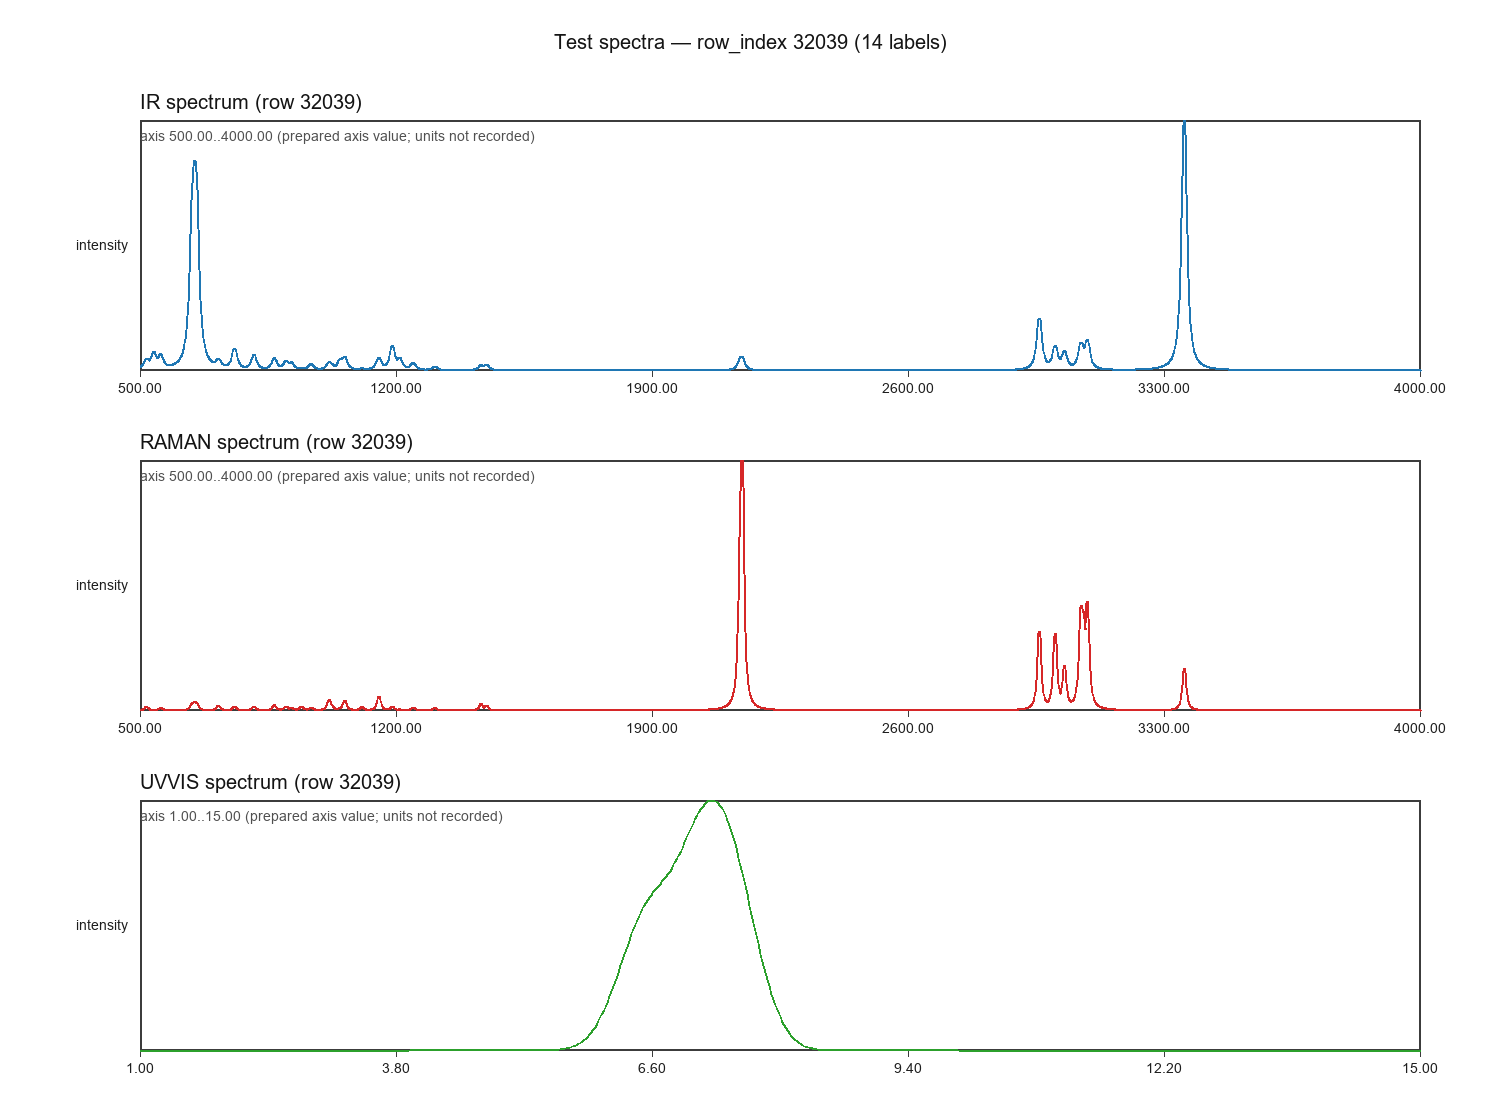 Test spectra — row_index 32039 (14 labels)
IR spectrum (row 32039)
axis 500.00..4000.00 (prepared axis value; units not recorded)
intensity
500.00 1200.00 1900.00 2600.00 3300.00 4000.00
RAMAN spectrum (row 32039)
axis 500.00..4000.00 (prepared axis value; units not recorded)
intensity
500.00 1200.00 1900.00 2600.00 3300.00 4000.00
UVVIS spectrum (row 32039)
axis 1.00..15.00 (prepared axis value; units not recorded)
intensity
1.00 3.80 6.60 9.40 12.20 15.00